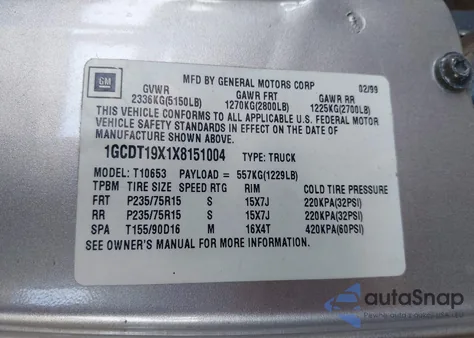 GM
MFD BY GENERAL MOTORS CORP 02/99
GVWR GAWR FRT GAWR RR
2336KG(5150LB) 1270KG(2800LB) 1225KG(2700LB)
THIS VEHICLE CONFORMS TO ALL APPLICABLE U.S. FEDERAL MOTOR
VEHICLE SAFETY STANDARDS IN EFFECT ON THE DATE OF
MANUFACTURE SHOWN ABOVE.
1GCDT19X1X8151004 TYPE: TRUCK
MODEL: T10653 PAYLOAD = 557KG(1229LB)
TPBM TIRE SIZE SPEED RTG RIM COLD TIRE PRESSURE
FRT P235/75R15 S 15X7J 220KPA(32PSI)
RR P235/75R15 S 15X7J 220KPA(32PSI)
SPA T155/90D16 M 16X4T 420KPA(60PSI)
SEE OWNER'S MANUAL FOR MORE INFORMATION.
autoSnap